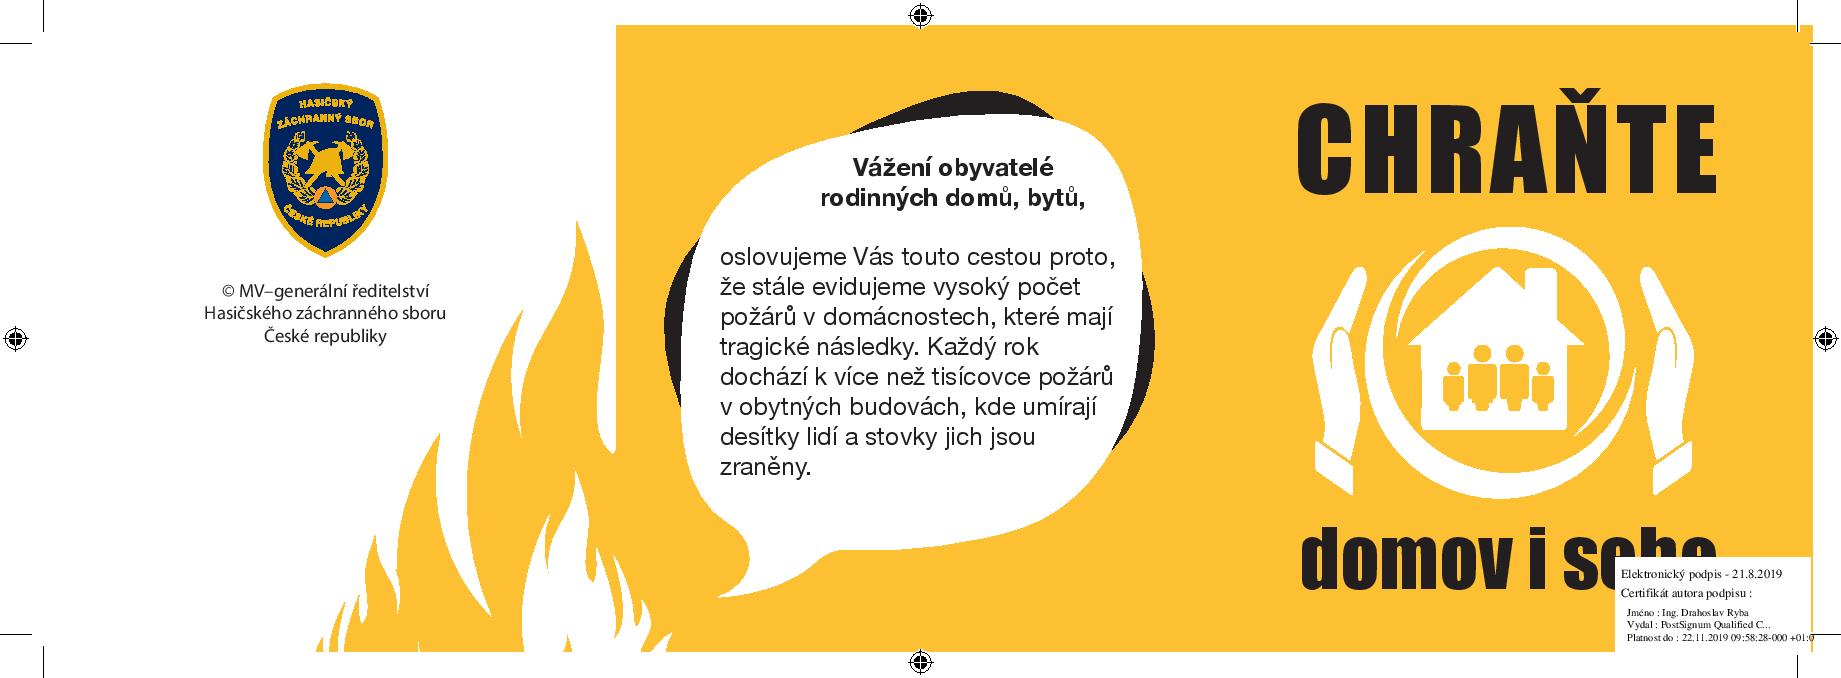 HASIČSKÝ
ZÁCHRANNÝ SBOR
ČESKÉ REPUBLIKY
© MV–generální ředitelství
Hasičského záchranného sboru
České republiky
Vážení obyvatelé
rodinných domů, bytů,
oslovujeme Vás touto cestou proto,
že stále evidujeme vysoký počet
požárů v domácnostech, které mají
tragické následky. Každý rok
dochází k více než tisícovce požárů
v obytných budovách, kde umírají
desítky lidí a stovky jich jsou
zraněny.
CHRAŇTE
domov i sebe
Elektronický podpis - 21.8.2019
Certifikát autora podpisu :
Jméno : Ing. Drahoslav Ryba
Vydal : PostSignum Qualified C...
Platnost do : 22.11.2019 09:58:28-000 +01:0